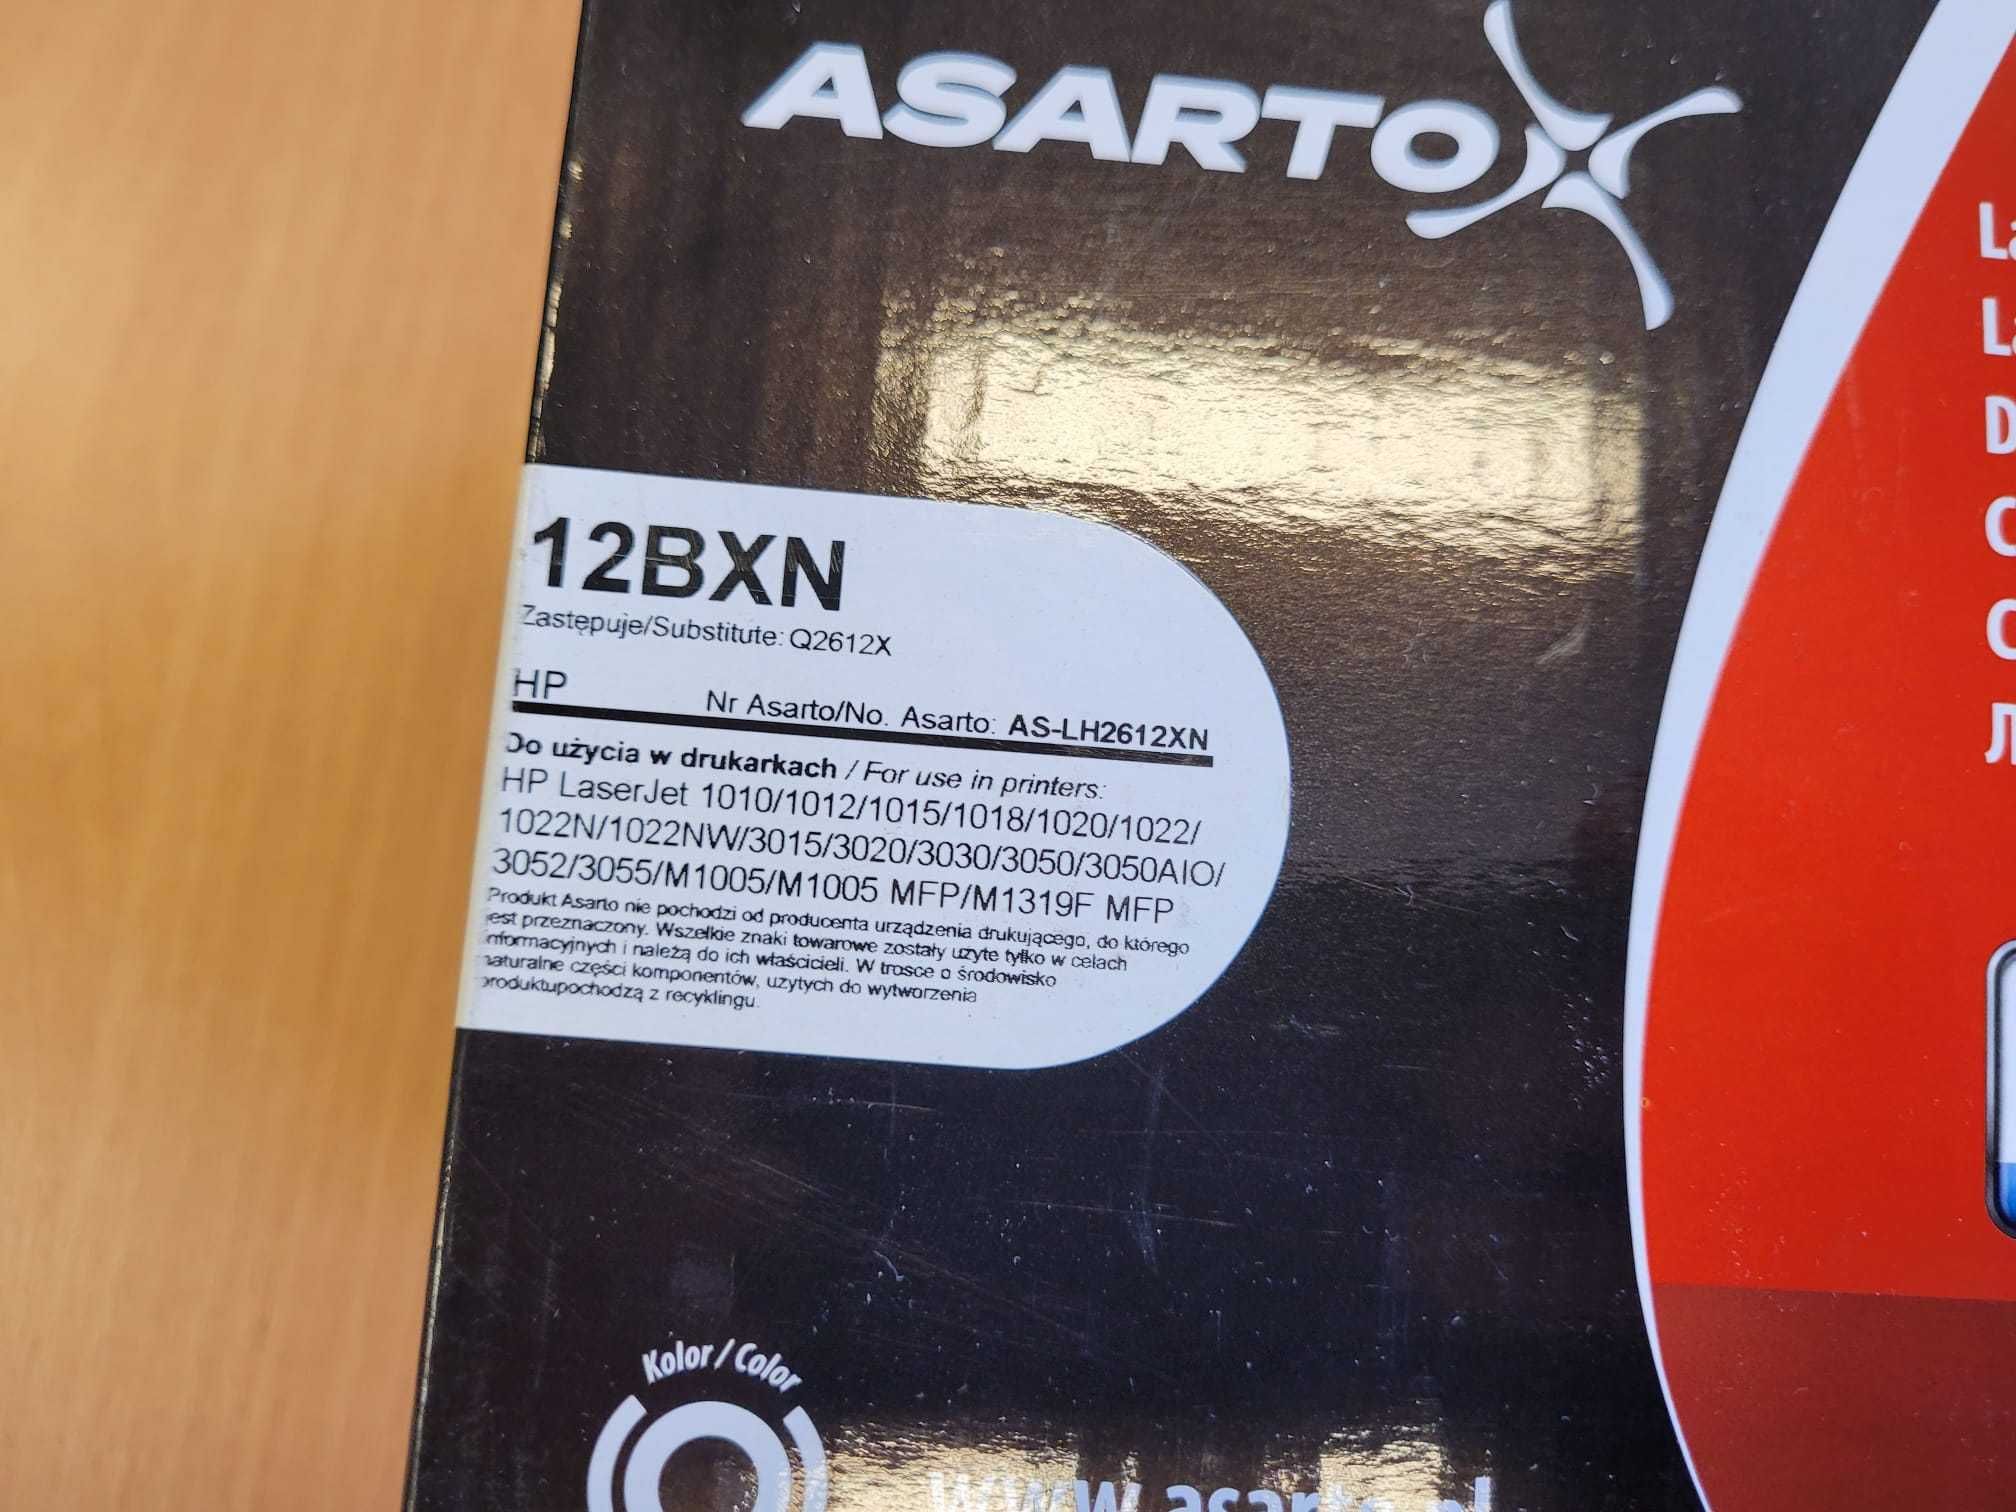 ASARTO
12BXN
Zastępuje/Substitute: Q2612X
HP
Nr Asarto/No. Asarto: AS-LH2612XN
Do użycia w drukarkach / For use in printers:
HP LaserJet 1010/1012/1015/1018/1020/1022/
1022N/1022NW/3015/3020/3030/3050/3050AIO/
3052/3055/M1005/M1005 MFP/M1319F MFP
Produkt Asarto nie pochodzi od producenta urządzenia drukującego, do którego
jest przeznaczony. Wszelkie znaki towarowe zostały użyte tylko w celach
informacyjnych i należą do ich właścicieli. W trosce o środowisko
naturalne części komponentów, użytych do wytworzenia
produktupochodzą z recyklingu.
Kolor / Color
www.asarto.pl